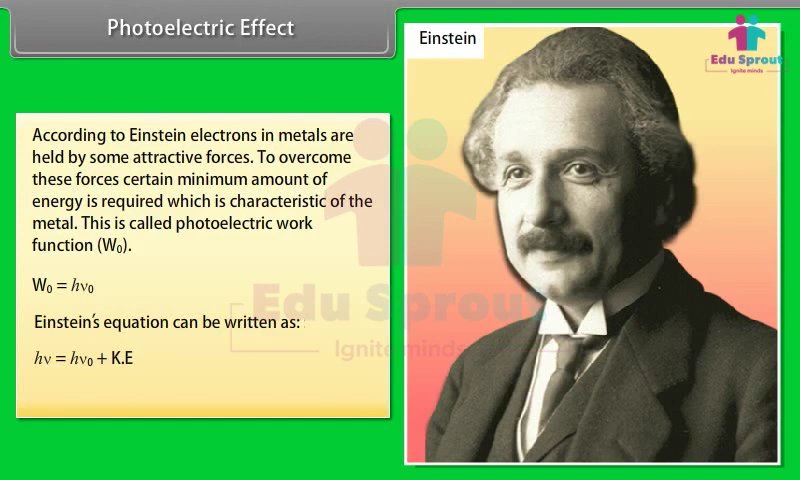 Photoelectric Effect
Einstein
Edu Sprout
Ignite minds
According to Einstein electrons in metals are
held by some attractive forces. To overcome
these forces certain minimum amount of
energy is required which is characteristic of the
metal. This is called photoelectric work
function (W₀).
W₀ = hν₀
Einstein's equation can be written as:
hν = hν₀ + K.E
Edu Sprout
Ignite minds